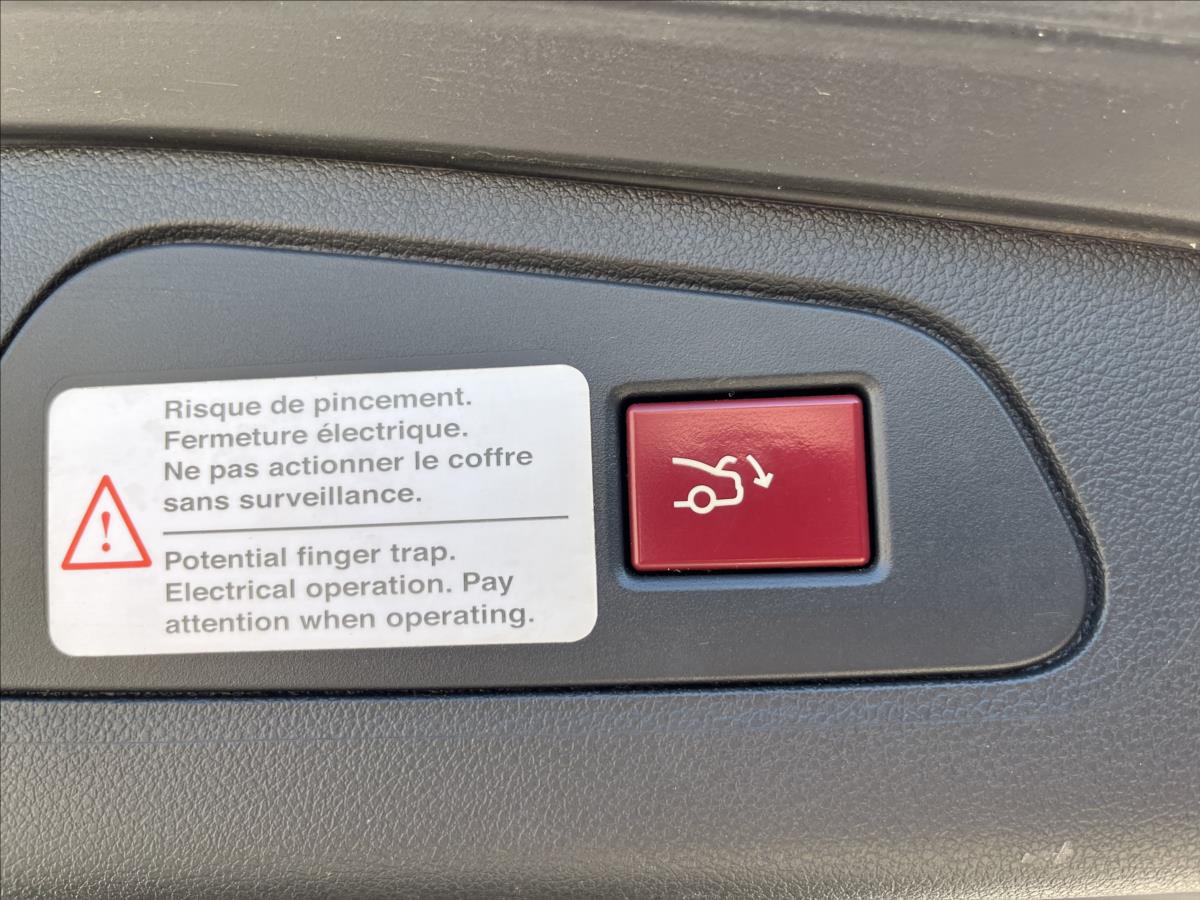 Risque de pincement.
Fermeture électrique.
Ne pas actionner le coffre
sans surveillance.
Potential finger trap.
Electrical operation. Pay
attention when operating.